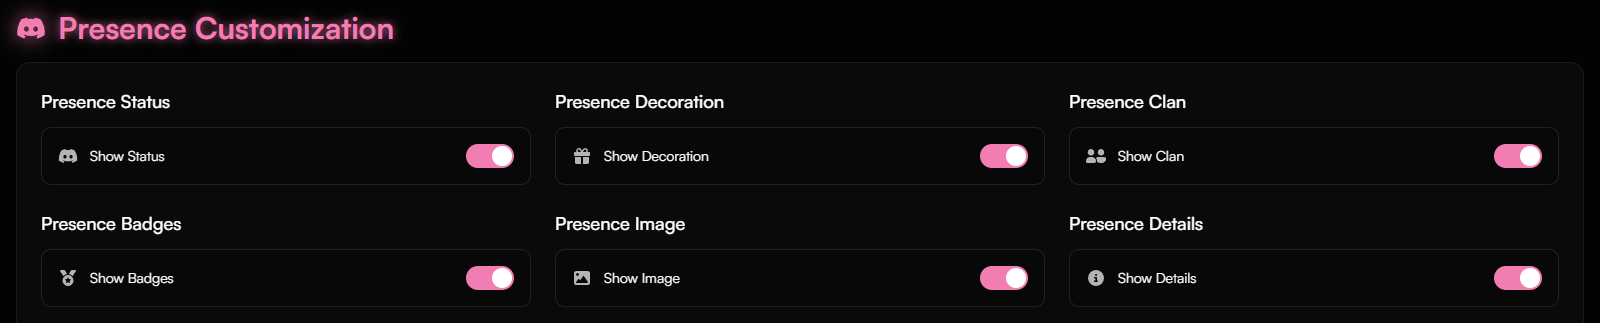 Presence Customization
Presence Status
Presence Decoration
Presence Clan
Show Status
Show Decoration
Show Clan
Presence Badges
Presence Image
Presence Details
Show Badges
Show Image
Show Details